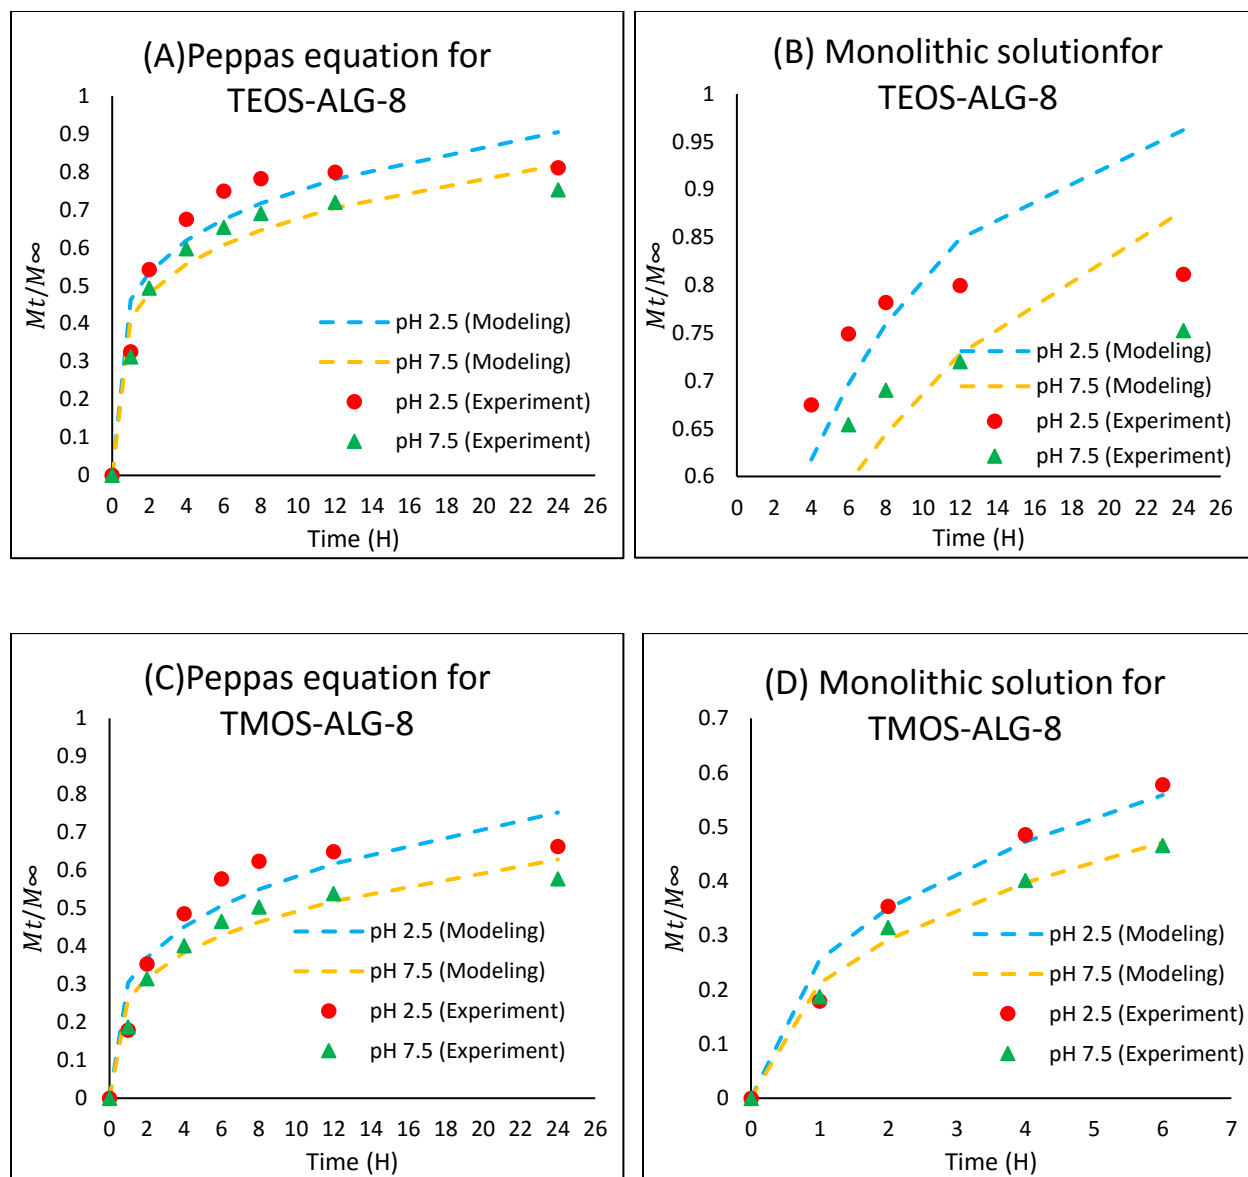 (A)Peppas equation for
TEOS-ALG-8
1
0.9
0.8
0.7
0.6
0.5
0.4
0.3
0.2
0.1
0
Mt/M∞
pH 2.5 (Modeling)
pH 7.5 (Modeling)
pH 2.5 (Experiment)
pH 7.5 (Experiment)
0 2 4 6 8 10 12 14 16 18 20 22 24 26
Time (H)
(B) Monolithic solutionfor
TEOS-ALG-8
1
0.95
0.9
0.85
0.8
0.75
0.7
0.65
0.6
Mt/M∞
pH 2.5 (Modeling)
pH 7.5 (Modeling)
pH 2.5 (Experiment)
pH 7.5 (Experiment)
0 2 4 6 8 10 12 14 16 18 20 22 24 26
Time (H)
(C)Peppas equation for
TMOS-ALG-8
1
0.9
0.8
0.7
0.6
0.5
0.4
0.3
0.2
0.1
0
Mt/M∞
pH 2.5 (Modeling)
pH 7.5 (Modeling)
pH 2.5 (Experiment)
pH 7.5 (Experiment)
0 2 4 6 8 10 12 14 16 18 20 22 24 26
Time (H)
(D) Monolithic solution for
TMOS-ALG-8
0.7
0.6
0.5
0.4
0.3
0.2
0.1
0
Mt/M∞
pH 2.5 (Modeling)
pH 7.5 (Modeling)
pH 2.5 (Experiment)
pH 7.5 (Experiment)
0 1 2 3 4 5 6 7
Time (H)